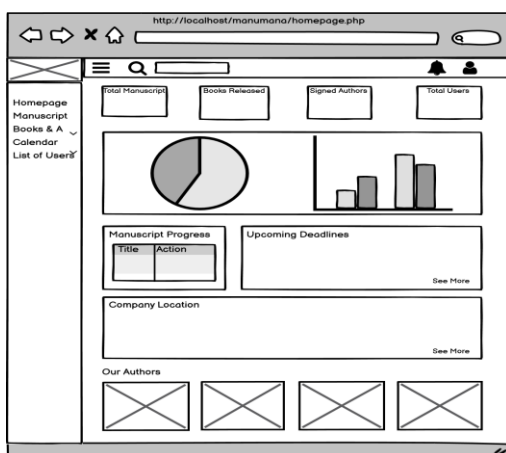 http://localhost/manumana/homepage.php
Homepage
Manuscript
Books & A
Calendar
List of Users
Total Manuscript
Books Released
Signed Authors
Total Users
Manuscript Progress
Title Action
Upcoming Deadlines
See More
Company Location
See More
Our Authors